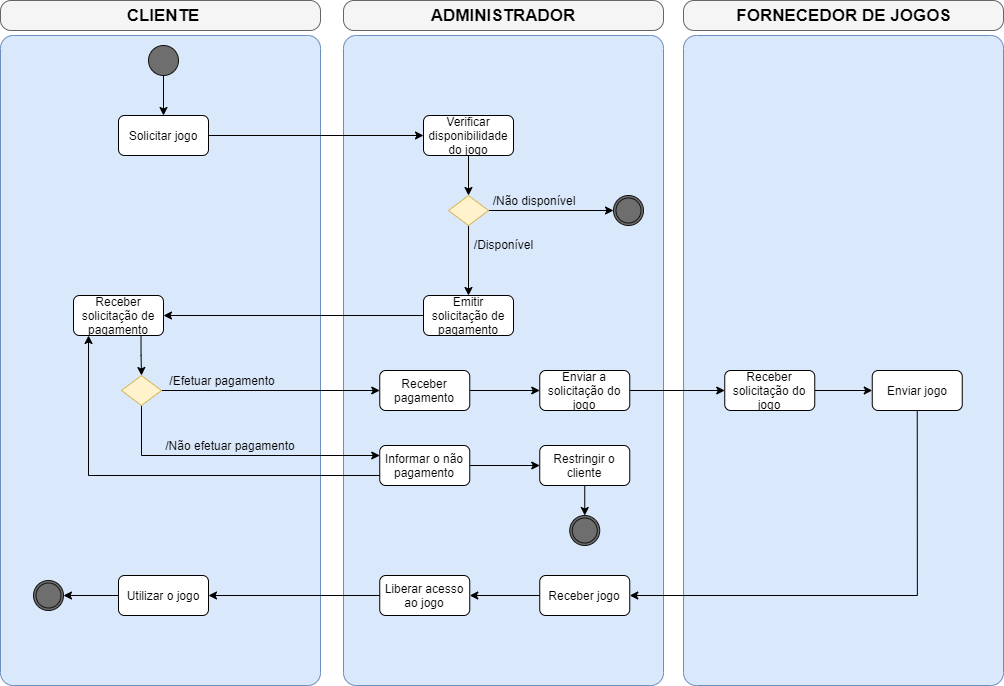 CLIENTE
ADMINISTRADOR
FORNECEDOR DE JOGOS
Solicitar jogo
Verificar
disponibilidade
do jogo
/Não disponível
/Disponível
Receber
solicitação de
pagamento
Emitir
solicitação de
pagamento
/Efetuar pagamento
Receber
pagamento
Enviar a
solicitação do
jogo
Receber
solicitação do
jogo
Enviar jogo
/Não efetuar pagamento
Informar o não
pagamento
Restringir o
cliente
Utilizar o jogo
Liberar acesso
ao jogo
Receber jogo